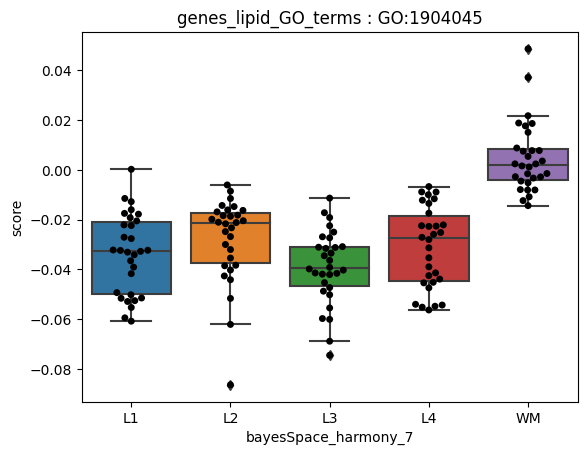 genes_lipid_GO_terms : GO:1904045
score
0.04
0.02
0.00
−0.02
−0.04
−0.06
−0.08
L1 L2 L3 L4 WM
bayesSpace_harmony_7